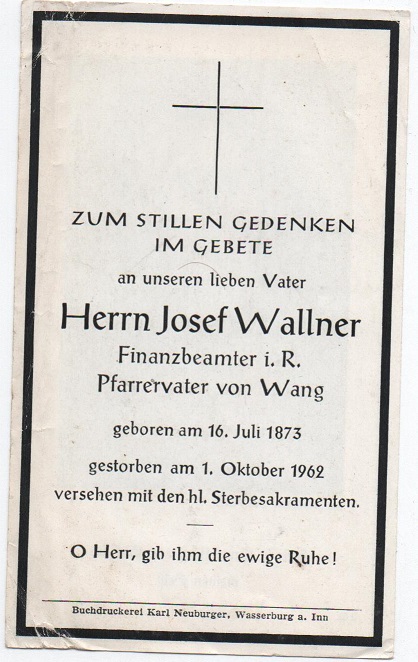 ZUM STILLEN GEDENKEN
IM GEBETE
an unseren lieben Vater
Herrn Josef Wallner
Finanzbeamter i. R.
Pfarrervater von Wang
geboren am 16. Juli 1873
gestorben am 1. Oktober 1962
versehen mit den hl. Sterbesakramenten.
O Herr, gib ihm die ewige Ruhe!
Buchdruckerei Karl Neuburger, Wasserburg a. Inn